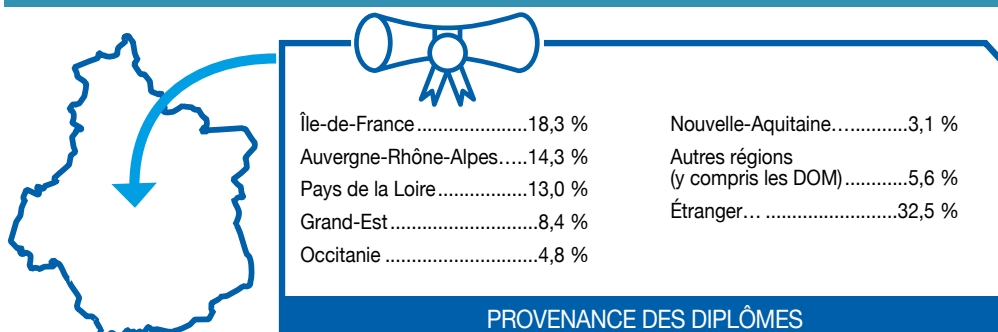 Île-de-France.....................18,3 %
Auvergne-Rhône-Alpes…..14,3 %
Pays de la Loire.................13,0 %
Grand-Est............................8,4 %
Occitanie .............................4,8 %
Nouvelle-Aquitaine…...........3,1 %
Autres régions
(y compris les DOM)............5,6 %
Étranger… .........................32,5 %
PROVENANCE DES DIPLÔMES